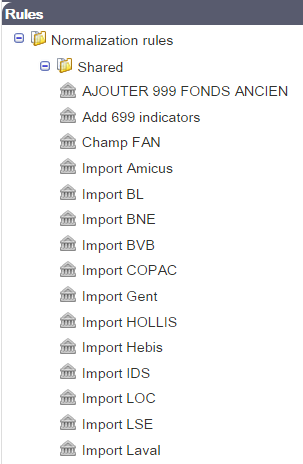 Rules
Normalization rules
Shared
AJOUTER 999 FONDS ANCIEN
Add 699 indicators
Champ FAN
Import Amicus
Import BL
Import BNE
Import BVB
Import COPAC
Import Gent
Import HOLLIS
Import Hebis
Import IDS
Import LOC
Import LSE
Import Laval